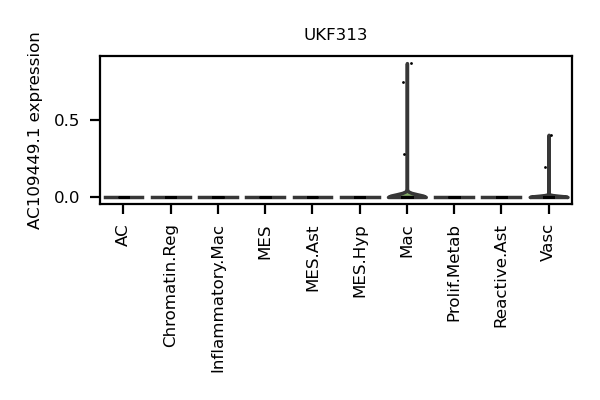 UKF313
AC109449.1 expression
0.5
0.0
AC
Chromatin.Reg
Inflammatory.Mac
MES
MES.Ast
MES.Hyp
Mac
Prolif.Metab
Reactive.Ast
Vasc